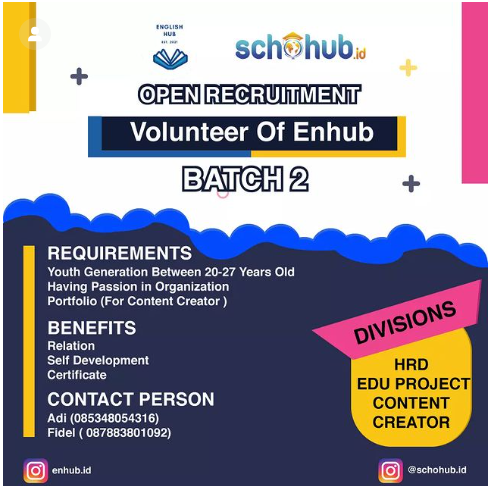 ENGLISH
HUB
EST. 2021
schohub.id
OPEN RECRUITMENT
Volunteer Of Enhub
BATCH 2
REQUIREMENTS
Youth Generation Between 20-27 Years Old
Having Passion in Organization
Portfolio (For Content Creator )
BENEFITS
Relation
Self Development
Certificate
CONTACT PERSON
Adi (085348054316)
Fidel ( 087883801092)
DIVISIONS
HRD
EDU PROJECT
CONTENT
CREATOR
enhub.id
@schohub.id